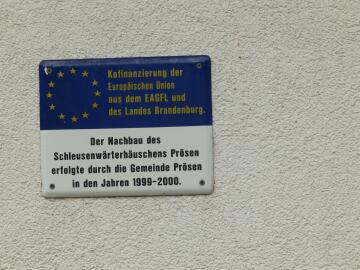 Kofinanzierung der
Europäischen Union
aus dem EAGFL und
des Landes Brandenburg.
Der Nachbau des
Schleusenwärterhäuschens Prösen
erfolgte durch die Gemeinde Prösen
in den Jahren 1999-2000.